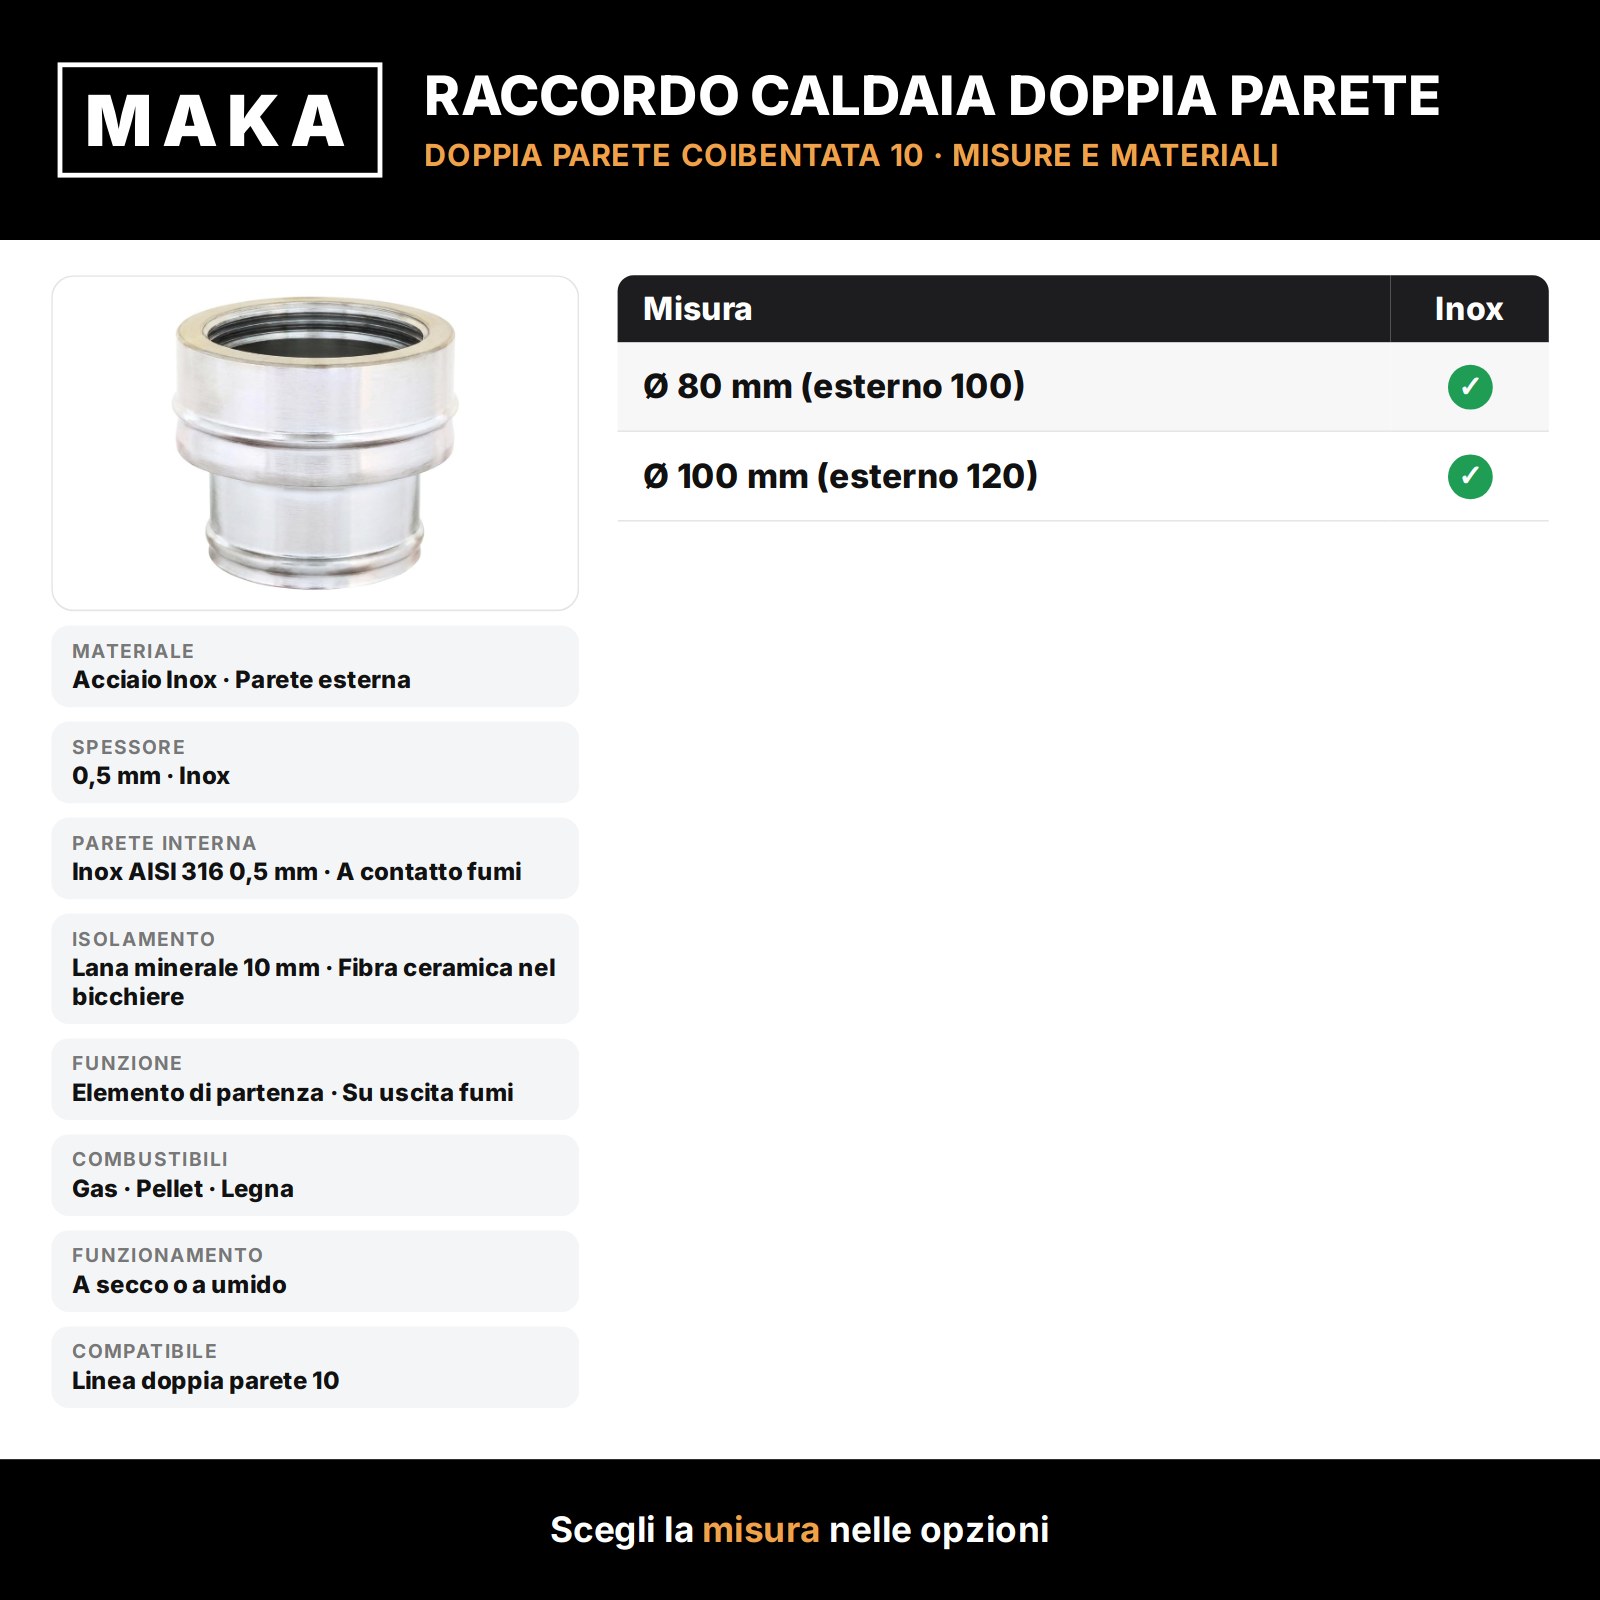 MAKA
RACCORDO CALDAIA DOPPIA PARETE
DOPPIA PARETE COIBENTATA 10 · MISURE E MATERIALI
MATERIALE
Acciaio Inox · Parete esterna
SPESSORE
0,5 mm · Inox
PARETE INTERNA
Inox AISI 316 0,5 mm · A contatto fumi
ISOLAMENTO
Lana minerale 10 mm · Fibra ceramica nel
bicchiere
FUNZIONE
Elemento di partenza · Su uscita fumi
COMBUSTIBILI
Gas · Pellet · Legna
FUNZIONAMENTO
A secco o a umido
COMPATIBILE
Linea doppia parete 10
Misura Inox
Ø 80 mm (esterno 100) ✓
Ø 100 mm (esterno 120) ✓
Scegli la misura nelle opzioni